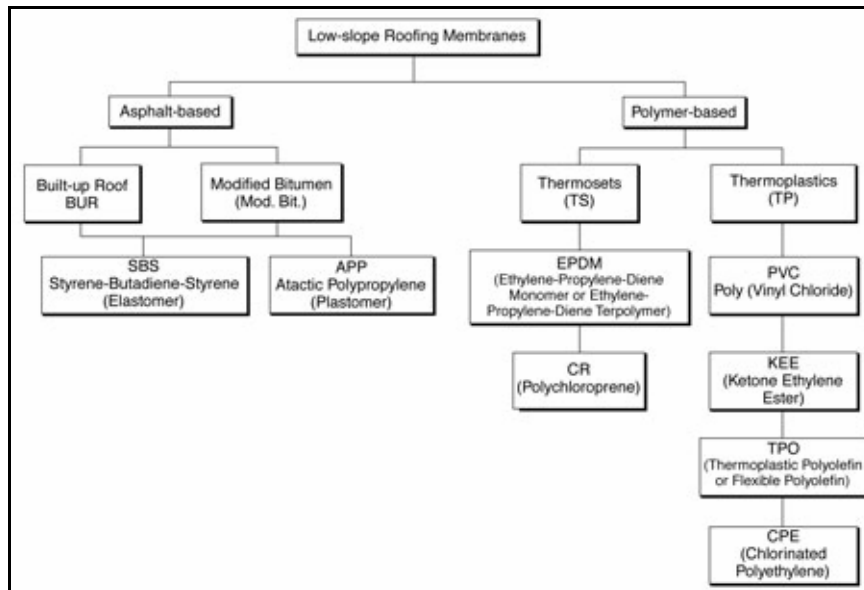 Low-slope Roofing Membranes
Asphalt-based
Polymer-based
Built-up Roof
BUR
Modified Bitumen
(Mod. Bit.)
Thermosets
(TS)
Thermoplastics
(TP)
SBS
Styrene-Butadiene-Styrene
(Elastomer)
APP
Atactic Polypropylene
(Plastomer)
EPDM
(Ethylene-Propylene-Diene
Monomer or Ethylene-
Propylene-Diene Terpolymer)
PVC
Poly (Vinyl Chloride)
CR
(Polychloroprene)
KEE
(Ketone Ethylene
Ester)
TPO
(Thermoplastic Polyolefin
or Flexible Polyolefin)
CPE
(Chlorinated
Polyethylene)